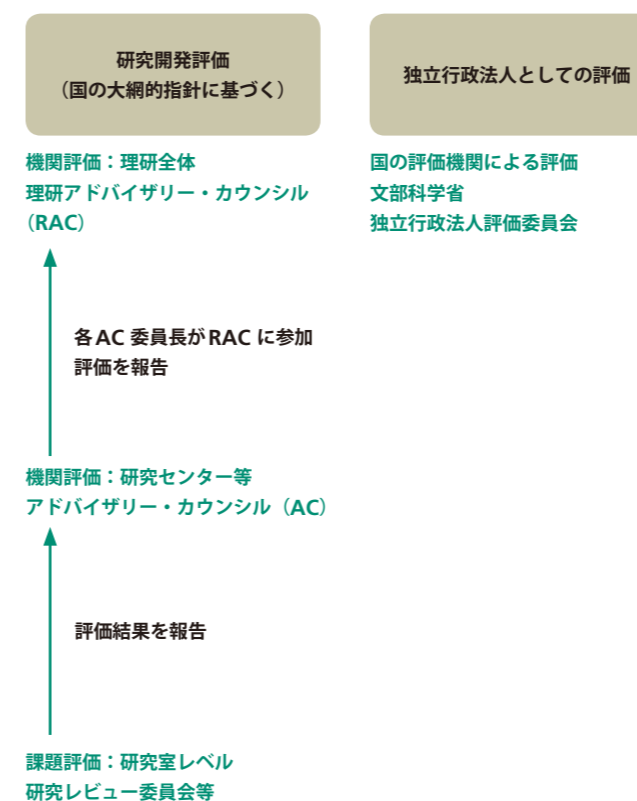 研究開発評価
（国の大綱的指針に基づく）
独立行政法人としての評価
機関評価：理研全体
理研アドバイザリー・カウンシル
（RAC）
国の評価機関による評価
文部科学省
独立行政法人評価委員会
各AC 委員長がRAC に参加
評価を報告
機関評価：研究センター等
アドバイザリー・カウンシル（AC）
評価結果を報告
課題評価：研究室レベル
研究レビュー委員会等